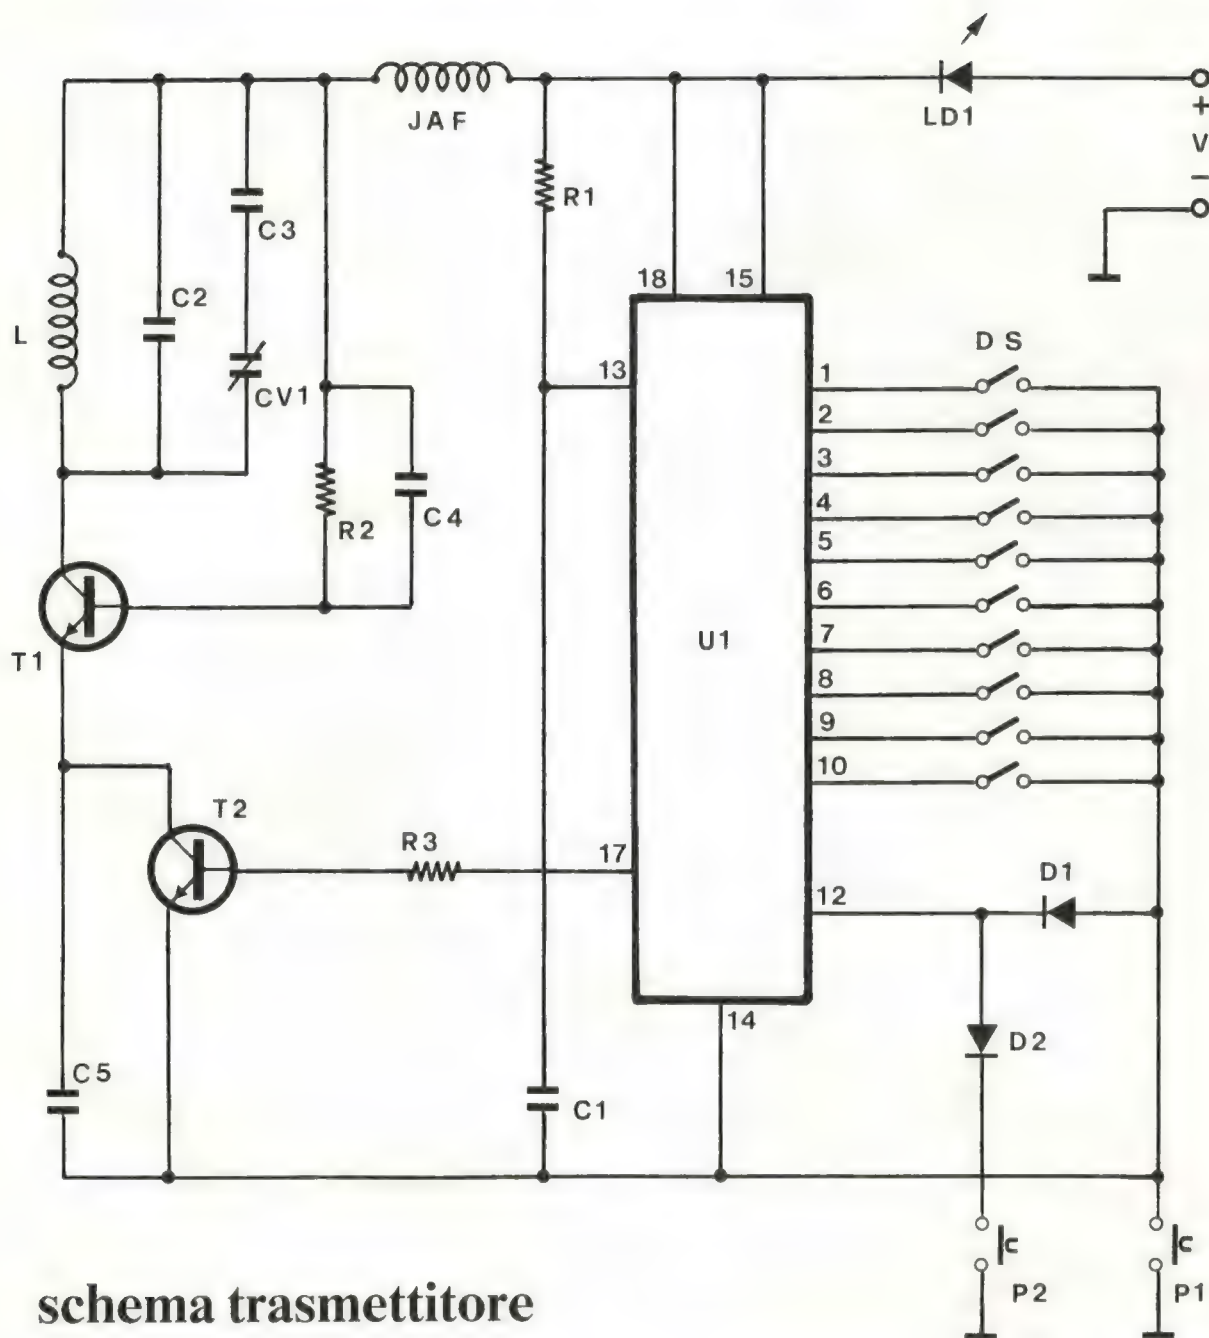 JAF
LD1
+
V
−
R1
C3
18
15
C2
L
DS
13
1
CV1
2
3
4
R2
C4
5
6
T1
U1
7
8
9
10
T2
R3
17
D1
12
14
D2
C5
C1
P2
P1
schema trasmettitore